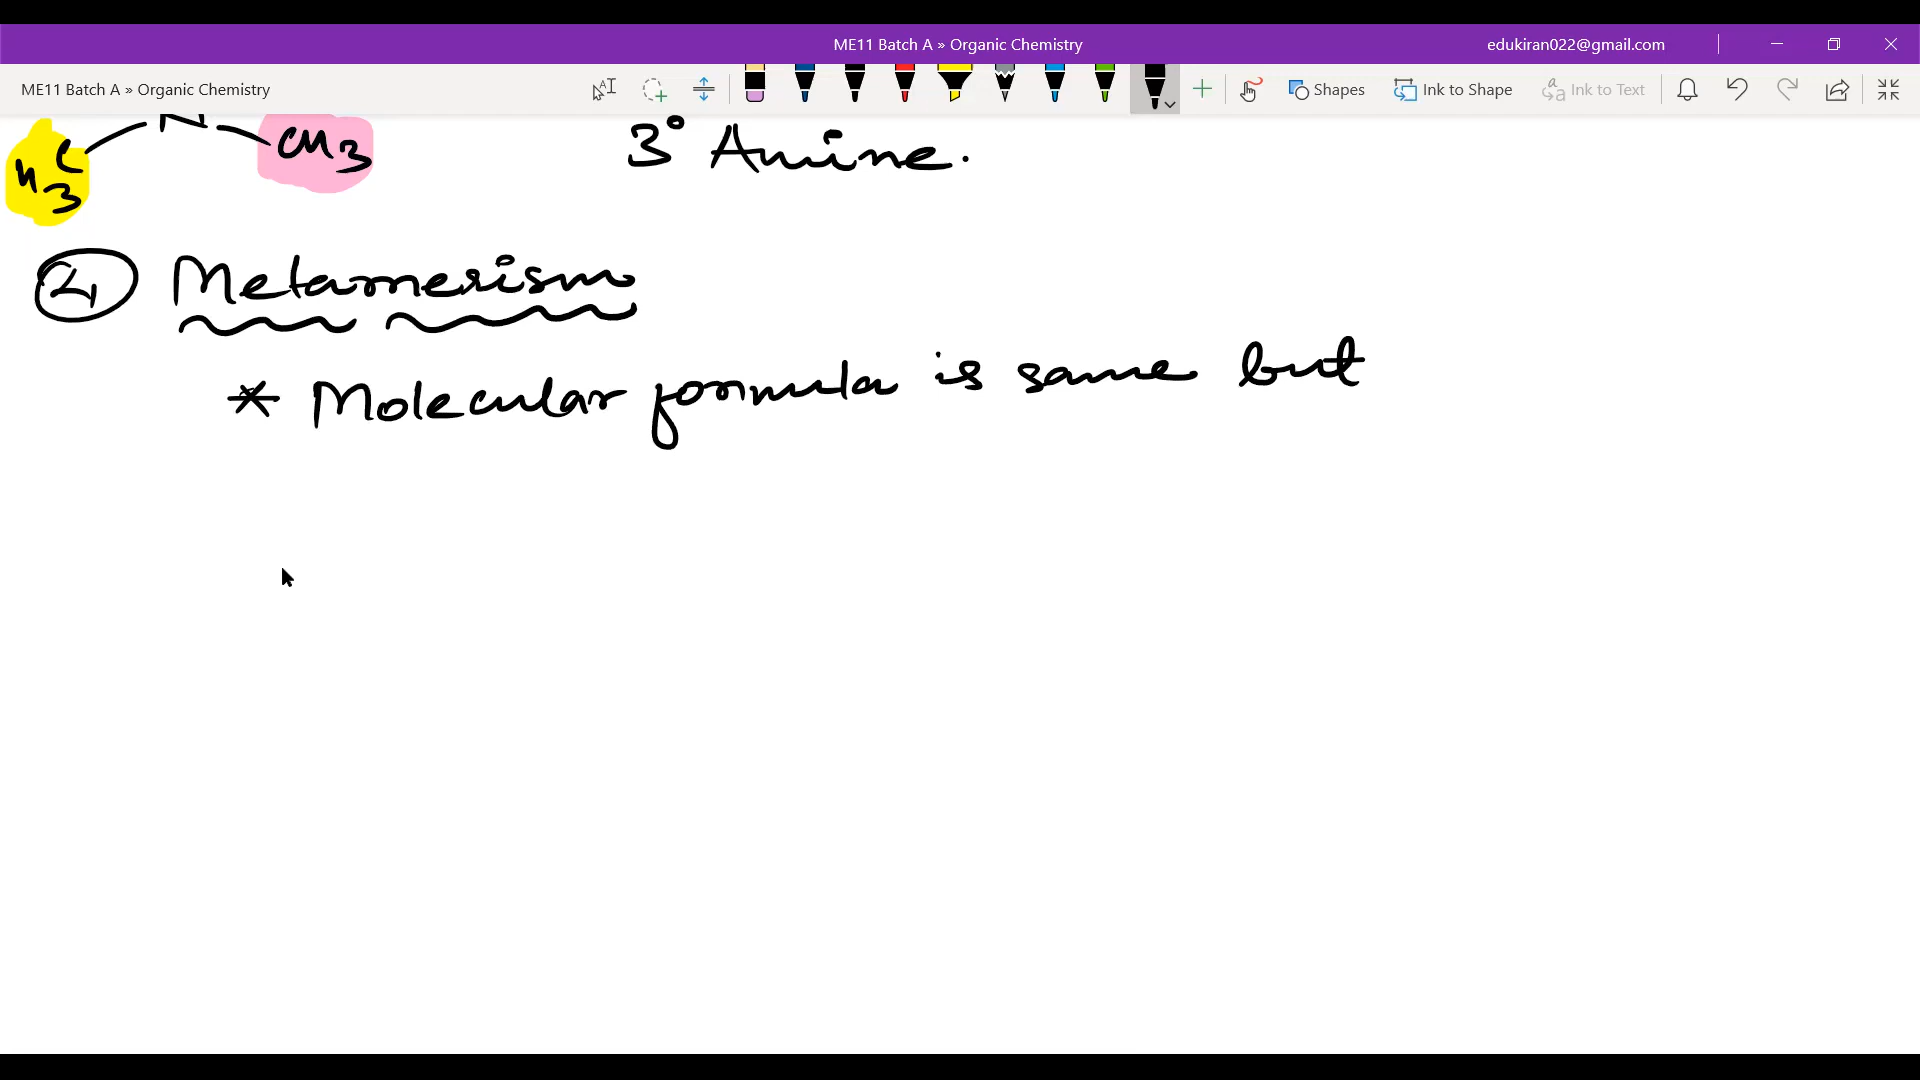 ME11 Batch A » Organic Chemistry
edukiran022@gmail.com
ME11 Batch A » Organic Chemistry
Shapes
Ink to Shape
Ink to Text
H3C N CH3
3° Amine.
4 Metamerism
* Molecular formula is same but